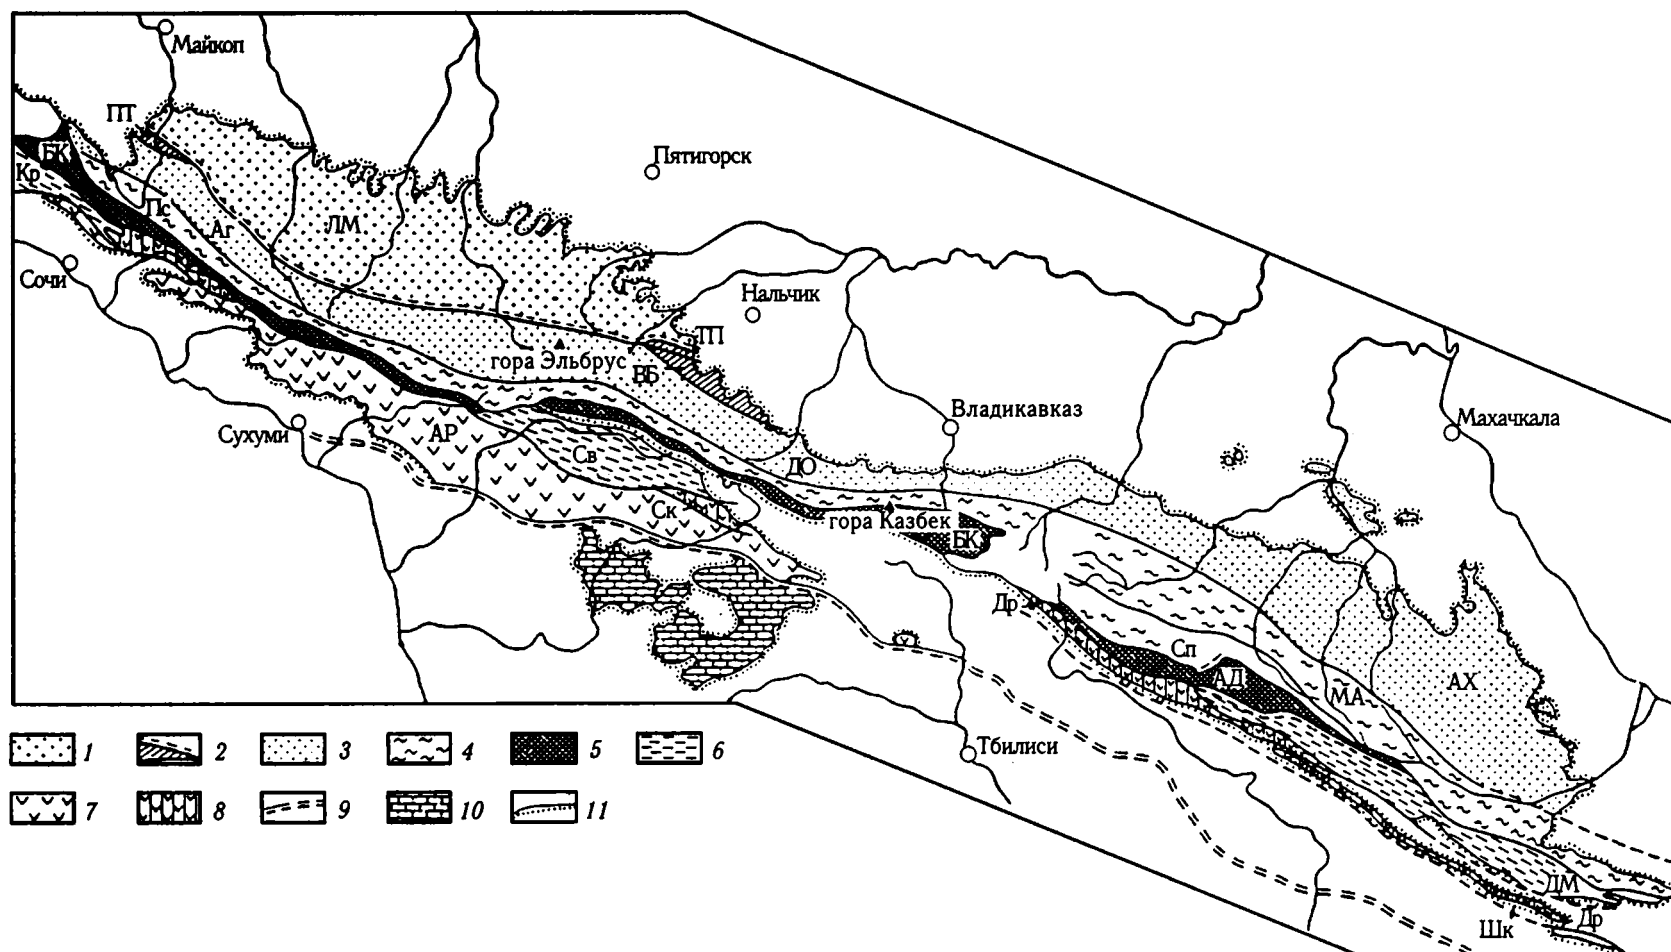 Майкоп
ПТ
Пятигорск
БК
Кр
Пс
Аг
ЛМ
Сочи
Нальчик
ТП
гора Эльбрус
ВБ
Владикавказ
Махачкала
Сухуми
АР
Св
ДО
Ск
гора Казбек
БК
Др
Сп
АД
МА
АХ
Тбилиси
1 2 3 4 5 6
7 8 9 10 11
ДМ
Др
Шк